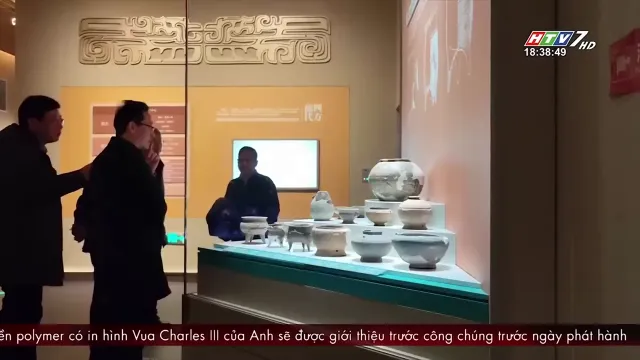 HTV7 HD
18:38:49
ển polymer có in hình Vua Charles III của Anh sẽ được giới thiệu trước công chúng trước ngày phát hành